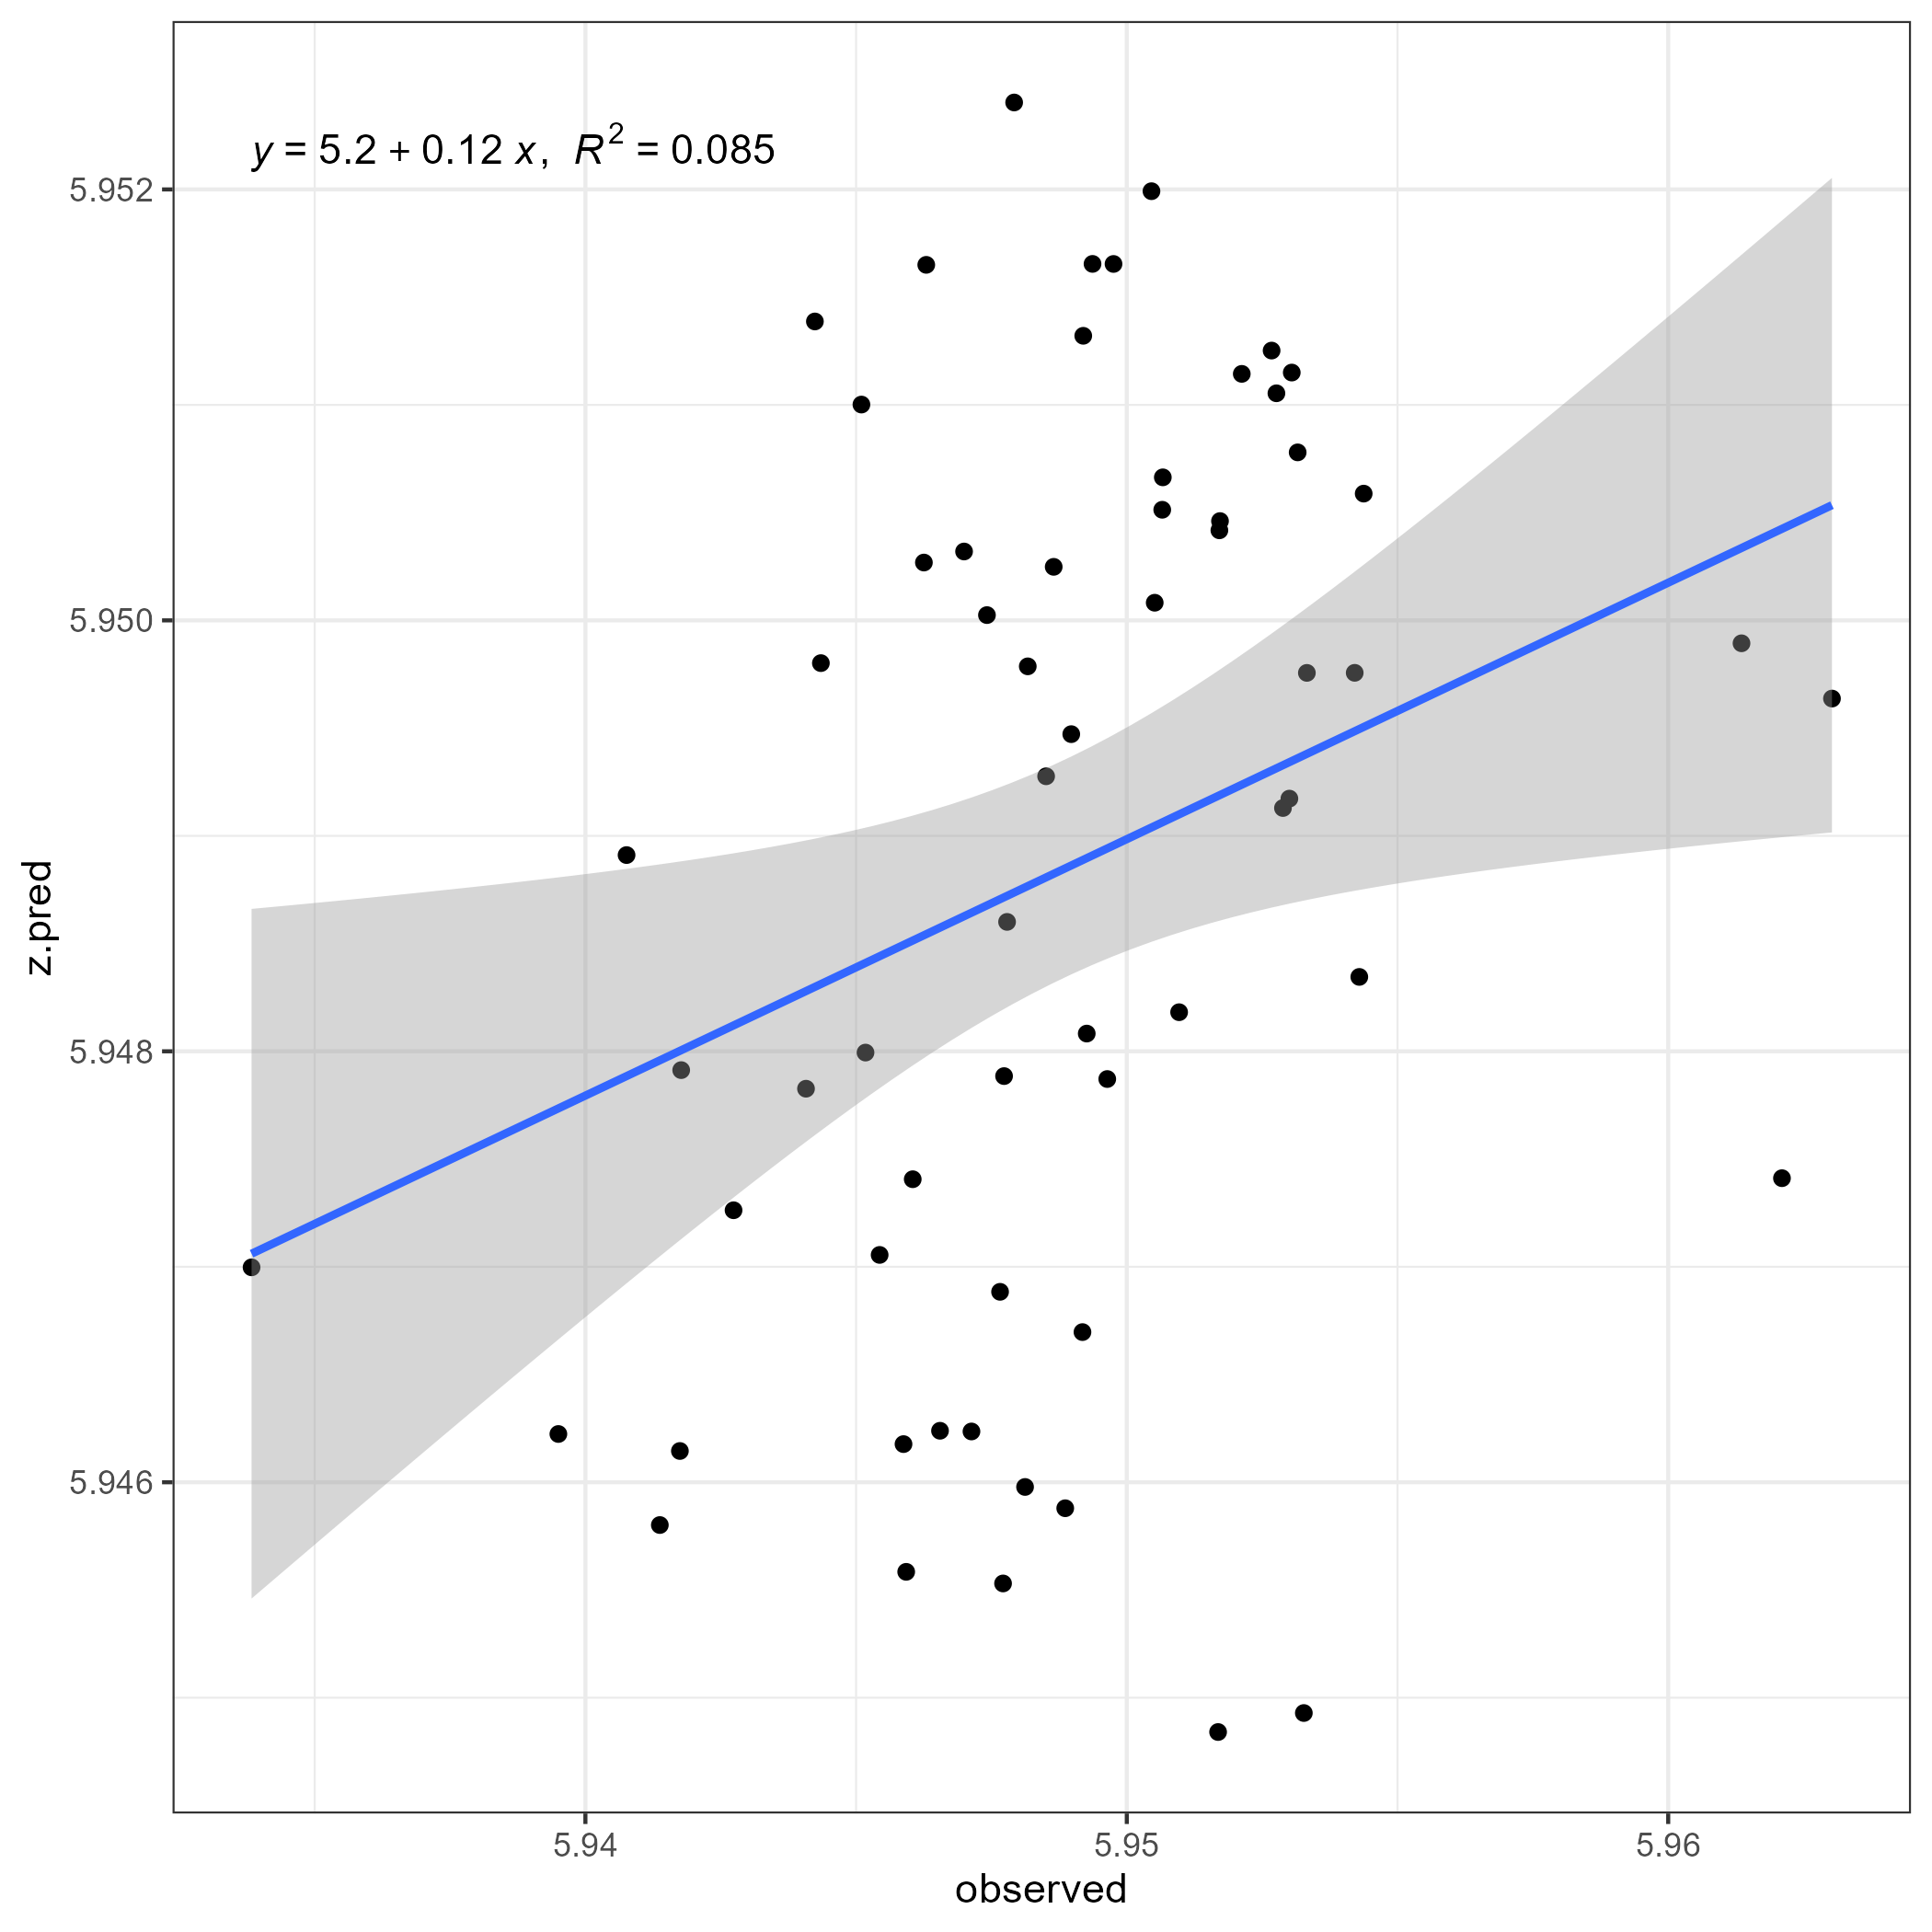 y = 5.2 + 0.12 x, R² = 0.085
5.952
5.950
5.948
5.946
z.pred
5.94 5.95 5.96
observed